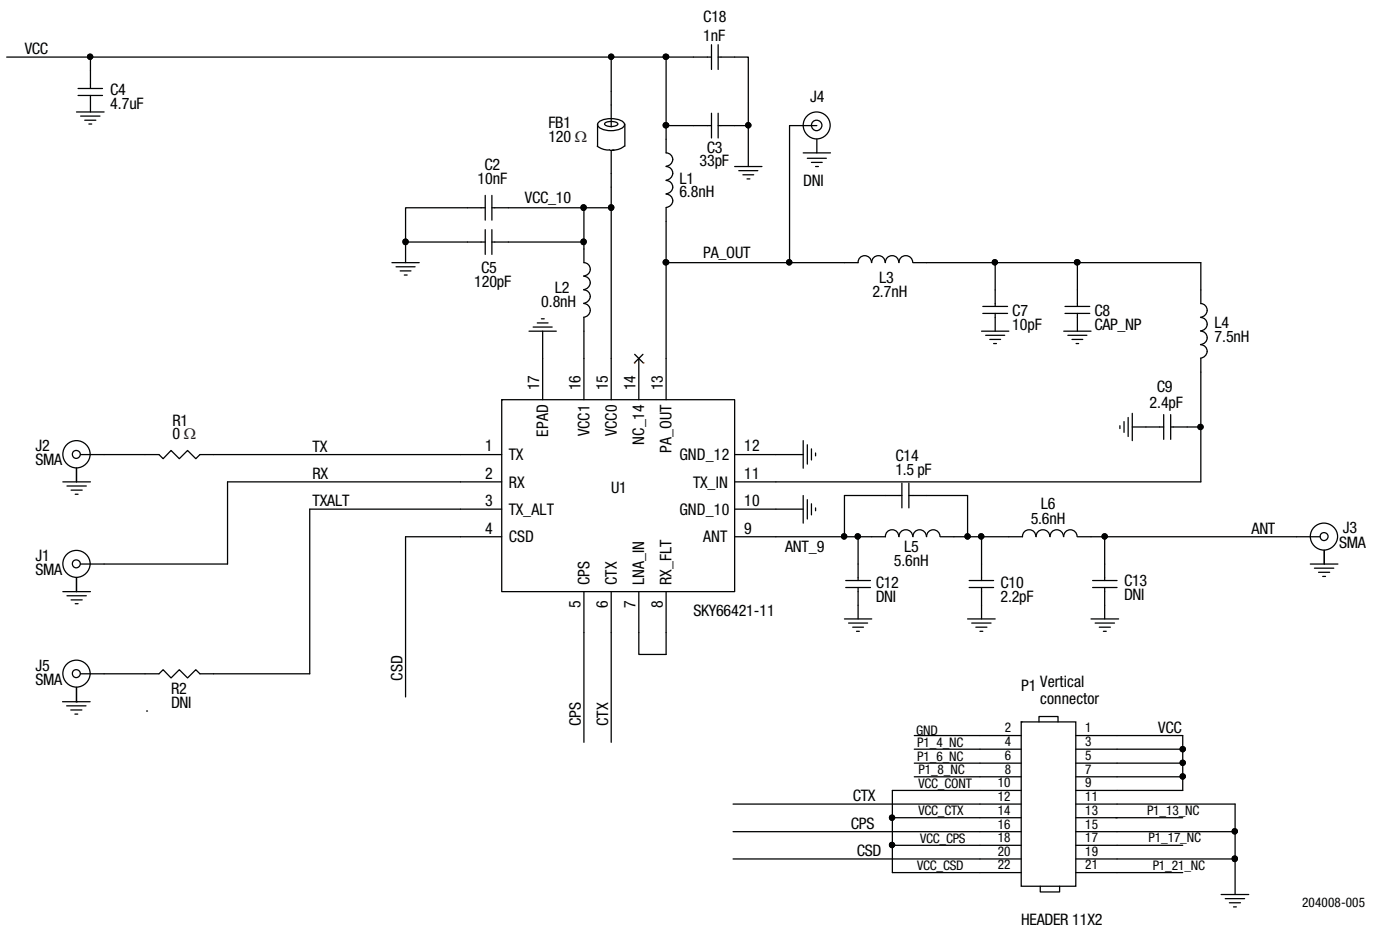 VCC
C4
4.7uF
C18
1nF
FB1
120 Ω
C3
33pF
J4
DNI
C2
10nF
VCC_10
L1
6.8nH
C5
120pF
L2
0.8nH
PA_OUT
L3
2.7nH
C7
10pF
C8
CAP_NP
L4
7.5nH
C9
2.4pF
17
16
15
14
13
EPAD
VCC1
VCC0
NC_14
PA_OUT
R1
0 Ω
J2
SMA
TX
1
TX
RX
2
RX
TXALT
3
TX_ALT
4
CSD
U1
GND_12
12
TX_IN
11
GND_10
10
ANT
9
C14
1.5 pF
ANT_9
L5
5.6nH
L6
5.6nH
ANT
J3
SMA
J1
SMA
CPS
CTX
LNA_IN
RX_FLT
5
6
7
8
SKY66421-11
C12
DNI
C10
2.2pF
C13
DNI
J5
SMA
R2
DNI
CSD
CPS
CTX
P1 Vertical
connector
GND
2
1
VCC
P1_4_NC
4
3
P1_6_NC
6
5
P1_8_NC
8
7
VCC_CONT
10
9
CTX
12
11
VCC_CTX
14
13
P1_13_NC
CPS
16
15
VCC_CPS
18
17
P1_17_NC
CSD
20
19
VCC_CSD
22
21
P1_21_NC
HEADER 11X2
204008-005